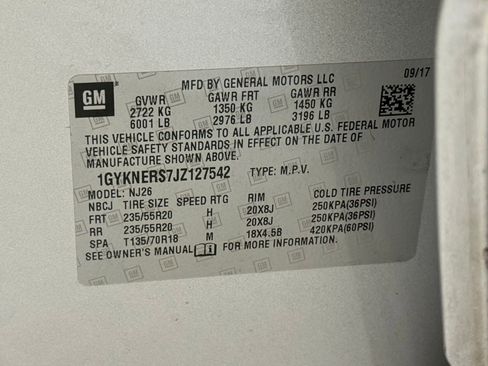 GM
MFD BY GENERAL MOTORS LLC
09/17
GVWR GAWR FRT GAWR RR
2722 KG 1350 KG 1450 KG
6001 LB 2976 LB 3196 LB
THIS VEHICLE CONFORMS TO ALL APPLICABLE U.S. FEDERAL MOTOR
VEHICLE SAFETY STANDARDS IN EFFECT ON THE DATE OF
MANUFACTURE SHOWN ABOVE.
1GYKNERS7JZ127542 TYPE: M.P.V.
MODEL: NJ26
NBCJ TIRE SIZE SPEED RTG RIM COLD TIRE PRESSURE
FRT 235/55R20 H 20X8J 250KPA(36PSI)
RR 235/55R20 H 20X8J 250KPA(36PSI)
SPA T135/70R18 M 18X4.5B 420KPA(60PSI)
SEE OWNER'S MANUAL FOR MORE INFORMATION.